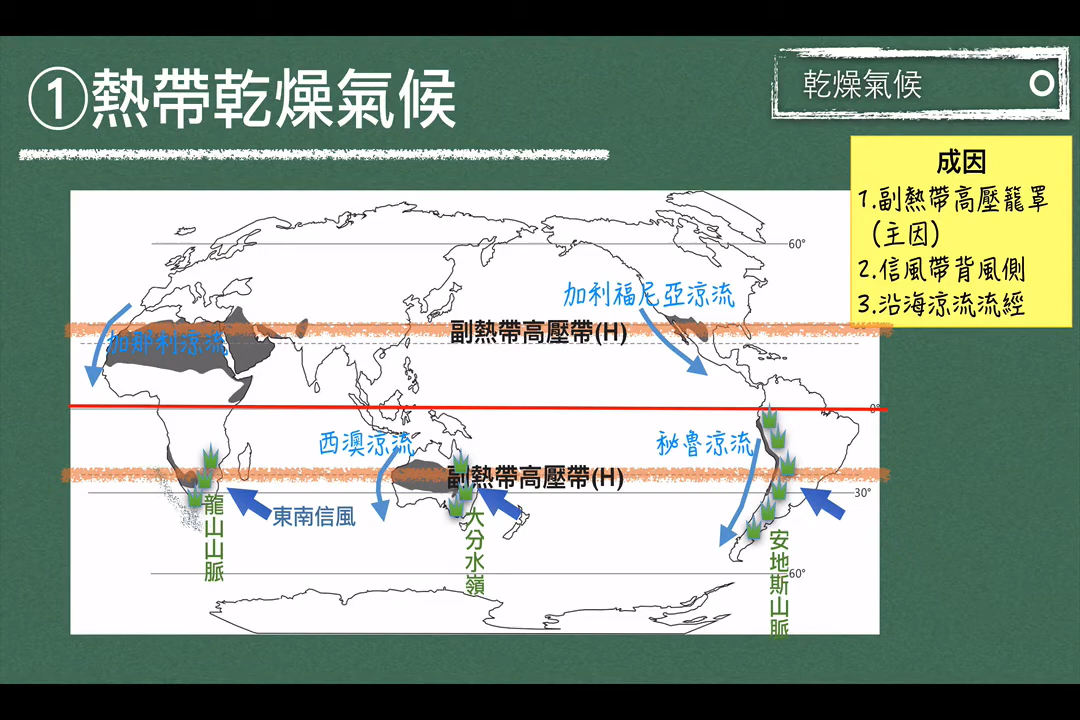 ①熱帶乾燥氣候
乾燥氣候
成因
1.副熱帶高壓籠罩
(主因)
2.信風帶背風側
3.沿海涼流流經
60°
加利福尼亞涼流
副熱帶高壓帶(H)
加那利涼流
0°
西澳涼流
秘魯涼流
副熱帶高壓帶(H)
30°
東南信風
龍山山脈
大分水嶺
安地斯山脈
60°